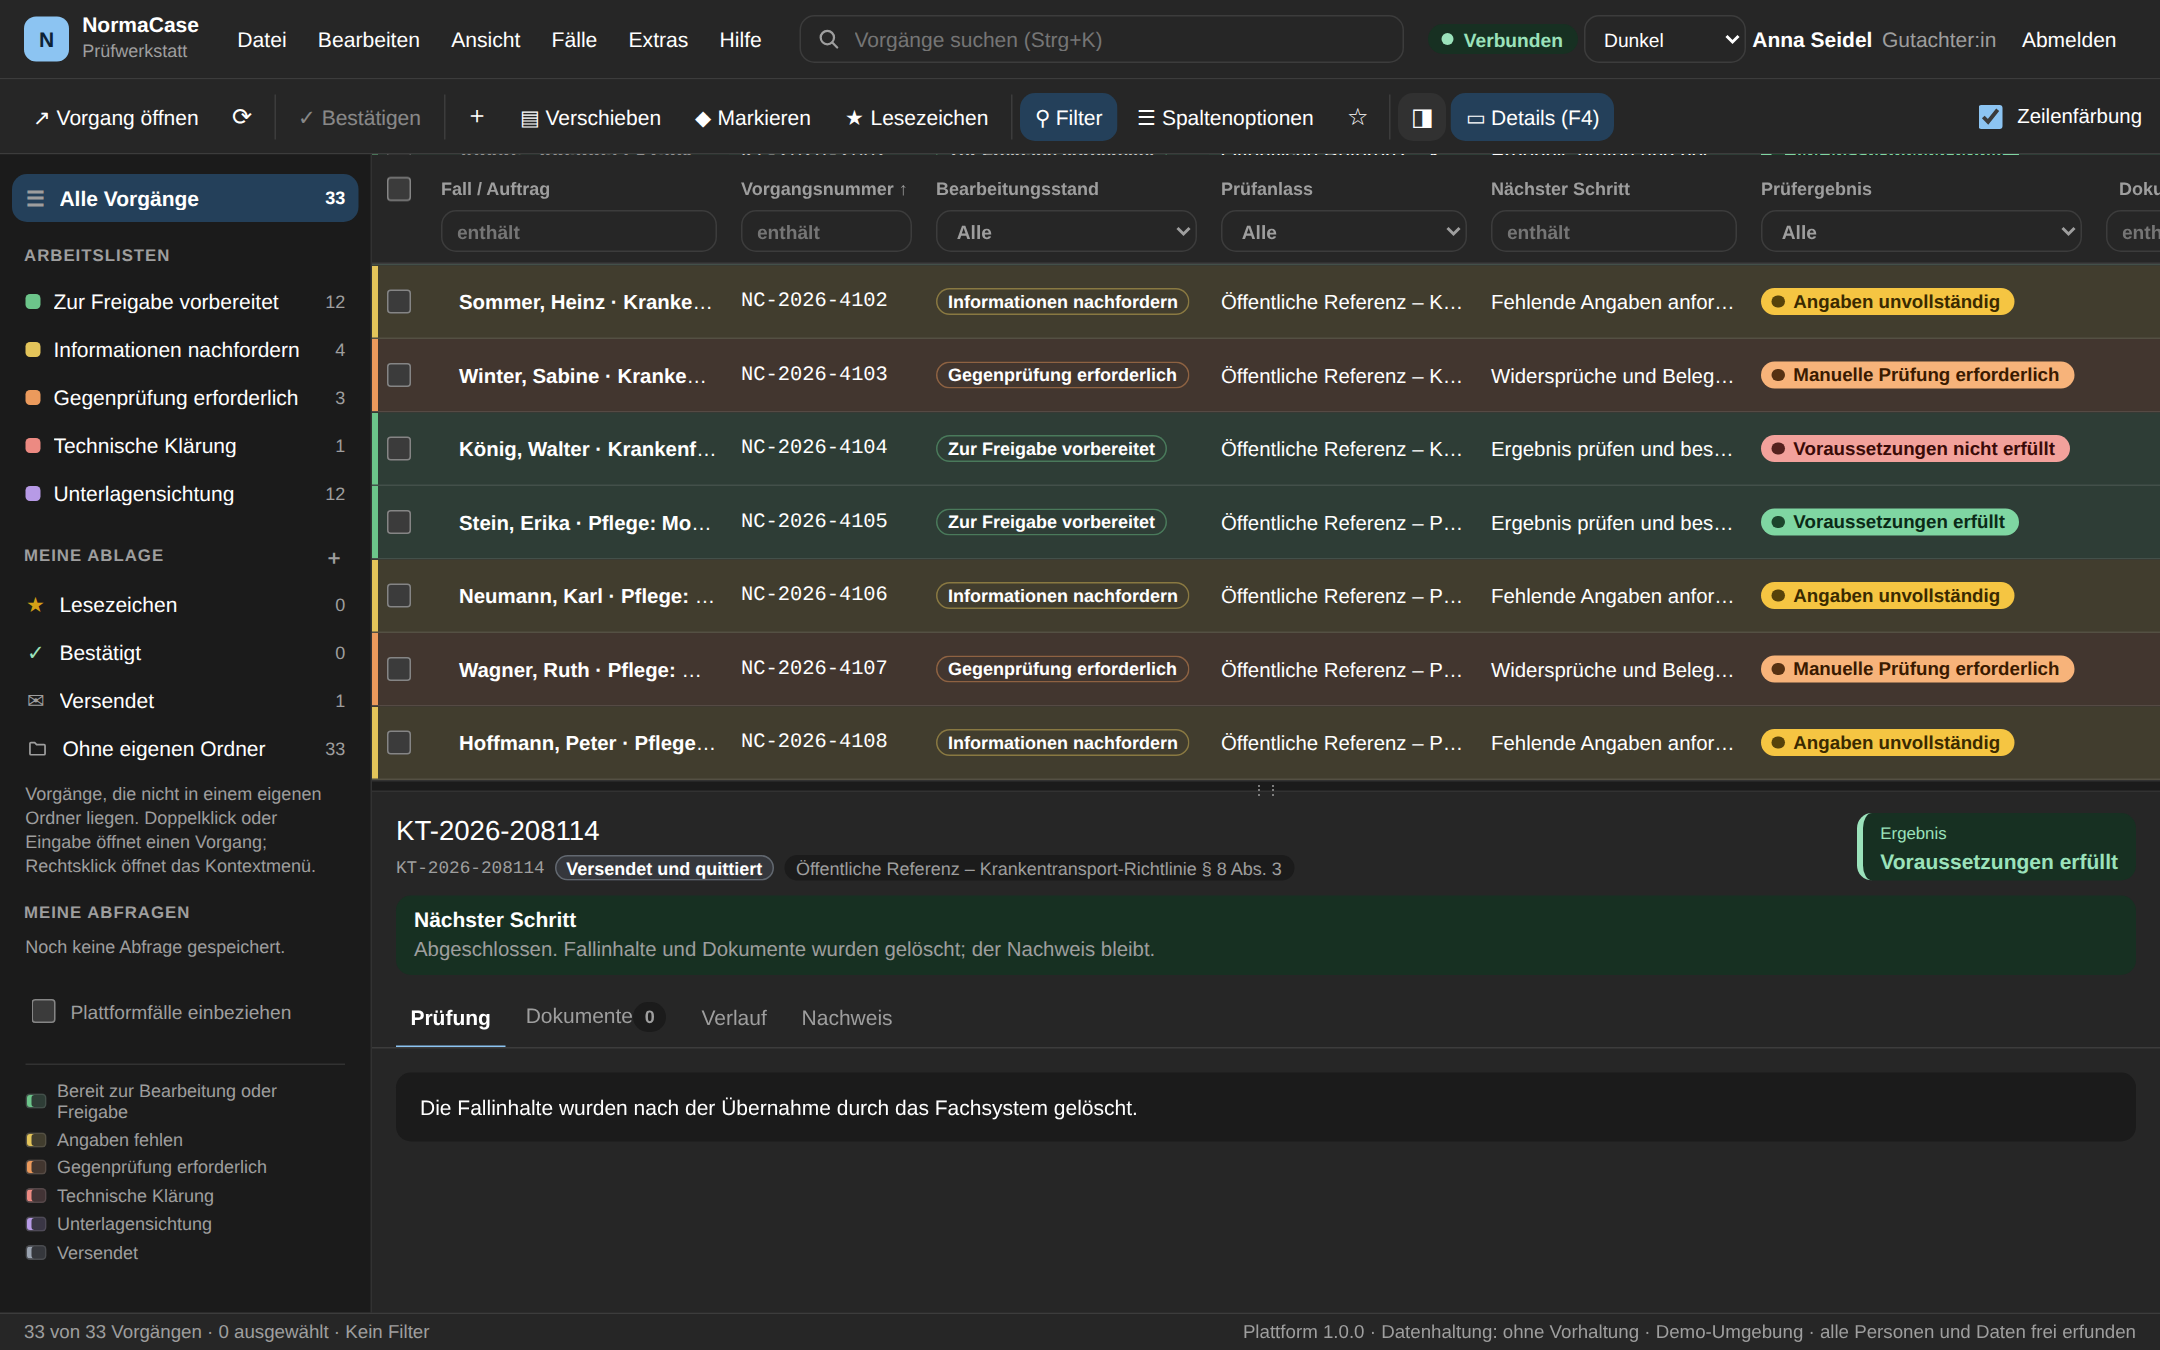 N
NormaCase
Prüfwerkstatt
Datei
Bearbeiten
Ansicht
Fälle
Extras
Hilfe
Vorgänge suchen (Strg+K)
Verbunden
Dunkel
Anna Seidel Gutachter:in
Abmelden
↗ Vorgang öffnen
⟳
✓ Bestätigen
+
▤ Verschieben
◆ Markieren
★ Lesezeichen
⚲ Filter
☰ Spaltenoptionen
☆
◨
▭ Details (F4)
Zeilenfärbung
☰ Alle Vorgänge 33
ARBEITSLISTEN
Zur Freigabe vorbereitet 12
Informationen nachfordern 4
Gegenprüfung erforderlich 3
Technische Klärung 1
Unterlagensichtung 12
MEINE ABLAGE +
★ Lesezeichen 0
✓ Bestätigt 0
✉ Versendet 1
Ohne eigenen Ordner 33
Vorgänge, die nicht in einem eigenen
Ordner liegen. Doppelklick oder
Eingabe öffnet einen Vorgang;
Rechtsklick öffnet das Kontextmenü.
MEINE ABFRAGEN
Noch keine Abfrage gespeichert.
Plattformfälle einbeziehen
Bereit zur Bearbeitung oder
Freigabe
Angaben fehlen
Gegenprüfung erforderlich
Technische Klärung
Unterlagensichtung
Versendet
Fall / Auftrag Vorgangsnummer ↑ Bearbeitungsstand Prüfanlass Nächster Schritt Prüfergebnis
enthält enthält Alle Alle enthält Alle
Sommer, Heinz · Kranke… NC-2026-4102 Informationen nachfordern Öffentliche Referenz – K… Fehlende Angaben anfor… Angaben unvollständig
Winter, Sabine · Kranke… NC-2026-4103 Gegenprüfung erforderlich Öffentliche Referenz – K… Widersprüche und Beleg… Manuelle Prüfung erforderlich
König, Walter · Krankenf… NC-2026-4104 Zur Freigabe vorbereitet Öffentliche Referenz – K… Ergebnis prüfen und bes… Voraussetzungen nicht erfüllt
Stein, Erika · Pflege: Mo… NC-2026-4105 Zur Freigabe vorbereitet Öffentliche Referenz – P… Ergebnis prüfen und bes… Voraussetzungen erfüllt
Neumann, Karl · Pflege: … NC-2026-4106 Informationen nachfordern Öffentliche Referenz – P… Fehlende Angaben anfor… Angaben unvollständig
Wagner, Ruth · Pflege: … NC-2026-4107 Gegenprüfung erforderlich Öffentliche Referenz – P… Widersprüche und Beleg… Manuelle Prüfung erforderlich
Hoffmann, Peter · Pflege… NC-2026-4108 Informationen nachfordern Öffentliche Referenz – P… Fehlende Angaben anfor… Angaben unvollständig
KT-2026-208114
KT-2026-208114 Versendet und quittiert Öffentliche Referenz – Krankentransport-Richtlinie § 8 Abs. 3
Ergebnis
Voraussetzungen erfüllt
Nächster Schritt
Abgeschlossen. Fallinhalte und Dokumente wurden gelöscht; der Nachweis bleibt.
Prüfung Dokumente 0 Verlauf Nachweis
Die Fallinhalte wurden nach der Übernahme durch das Fachsystem gelöscht.
33 von 33 Vorgängen · 0 ausgewählt · Kein Filter
Plattform 1.0.0 · Datenhaltung: ohne Vorhaltung · Demo-Umgebung · alle Personen und Daten frei erfunden